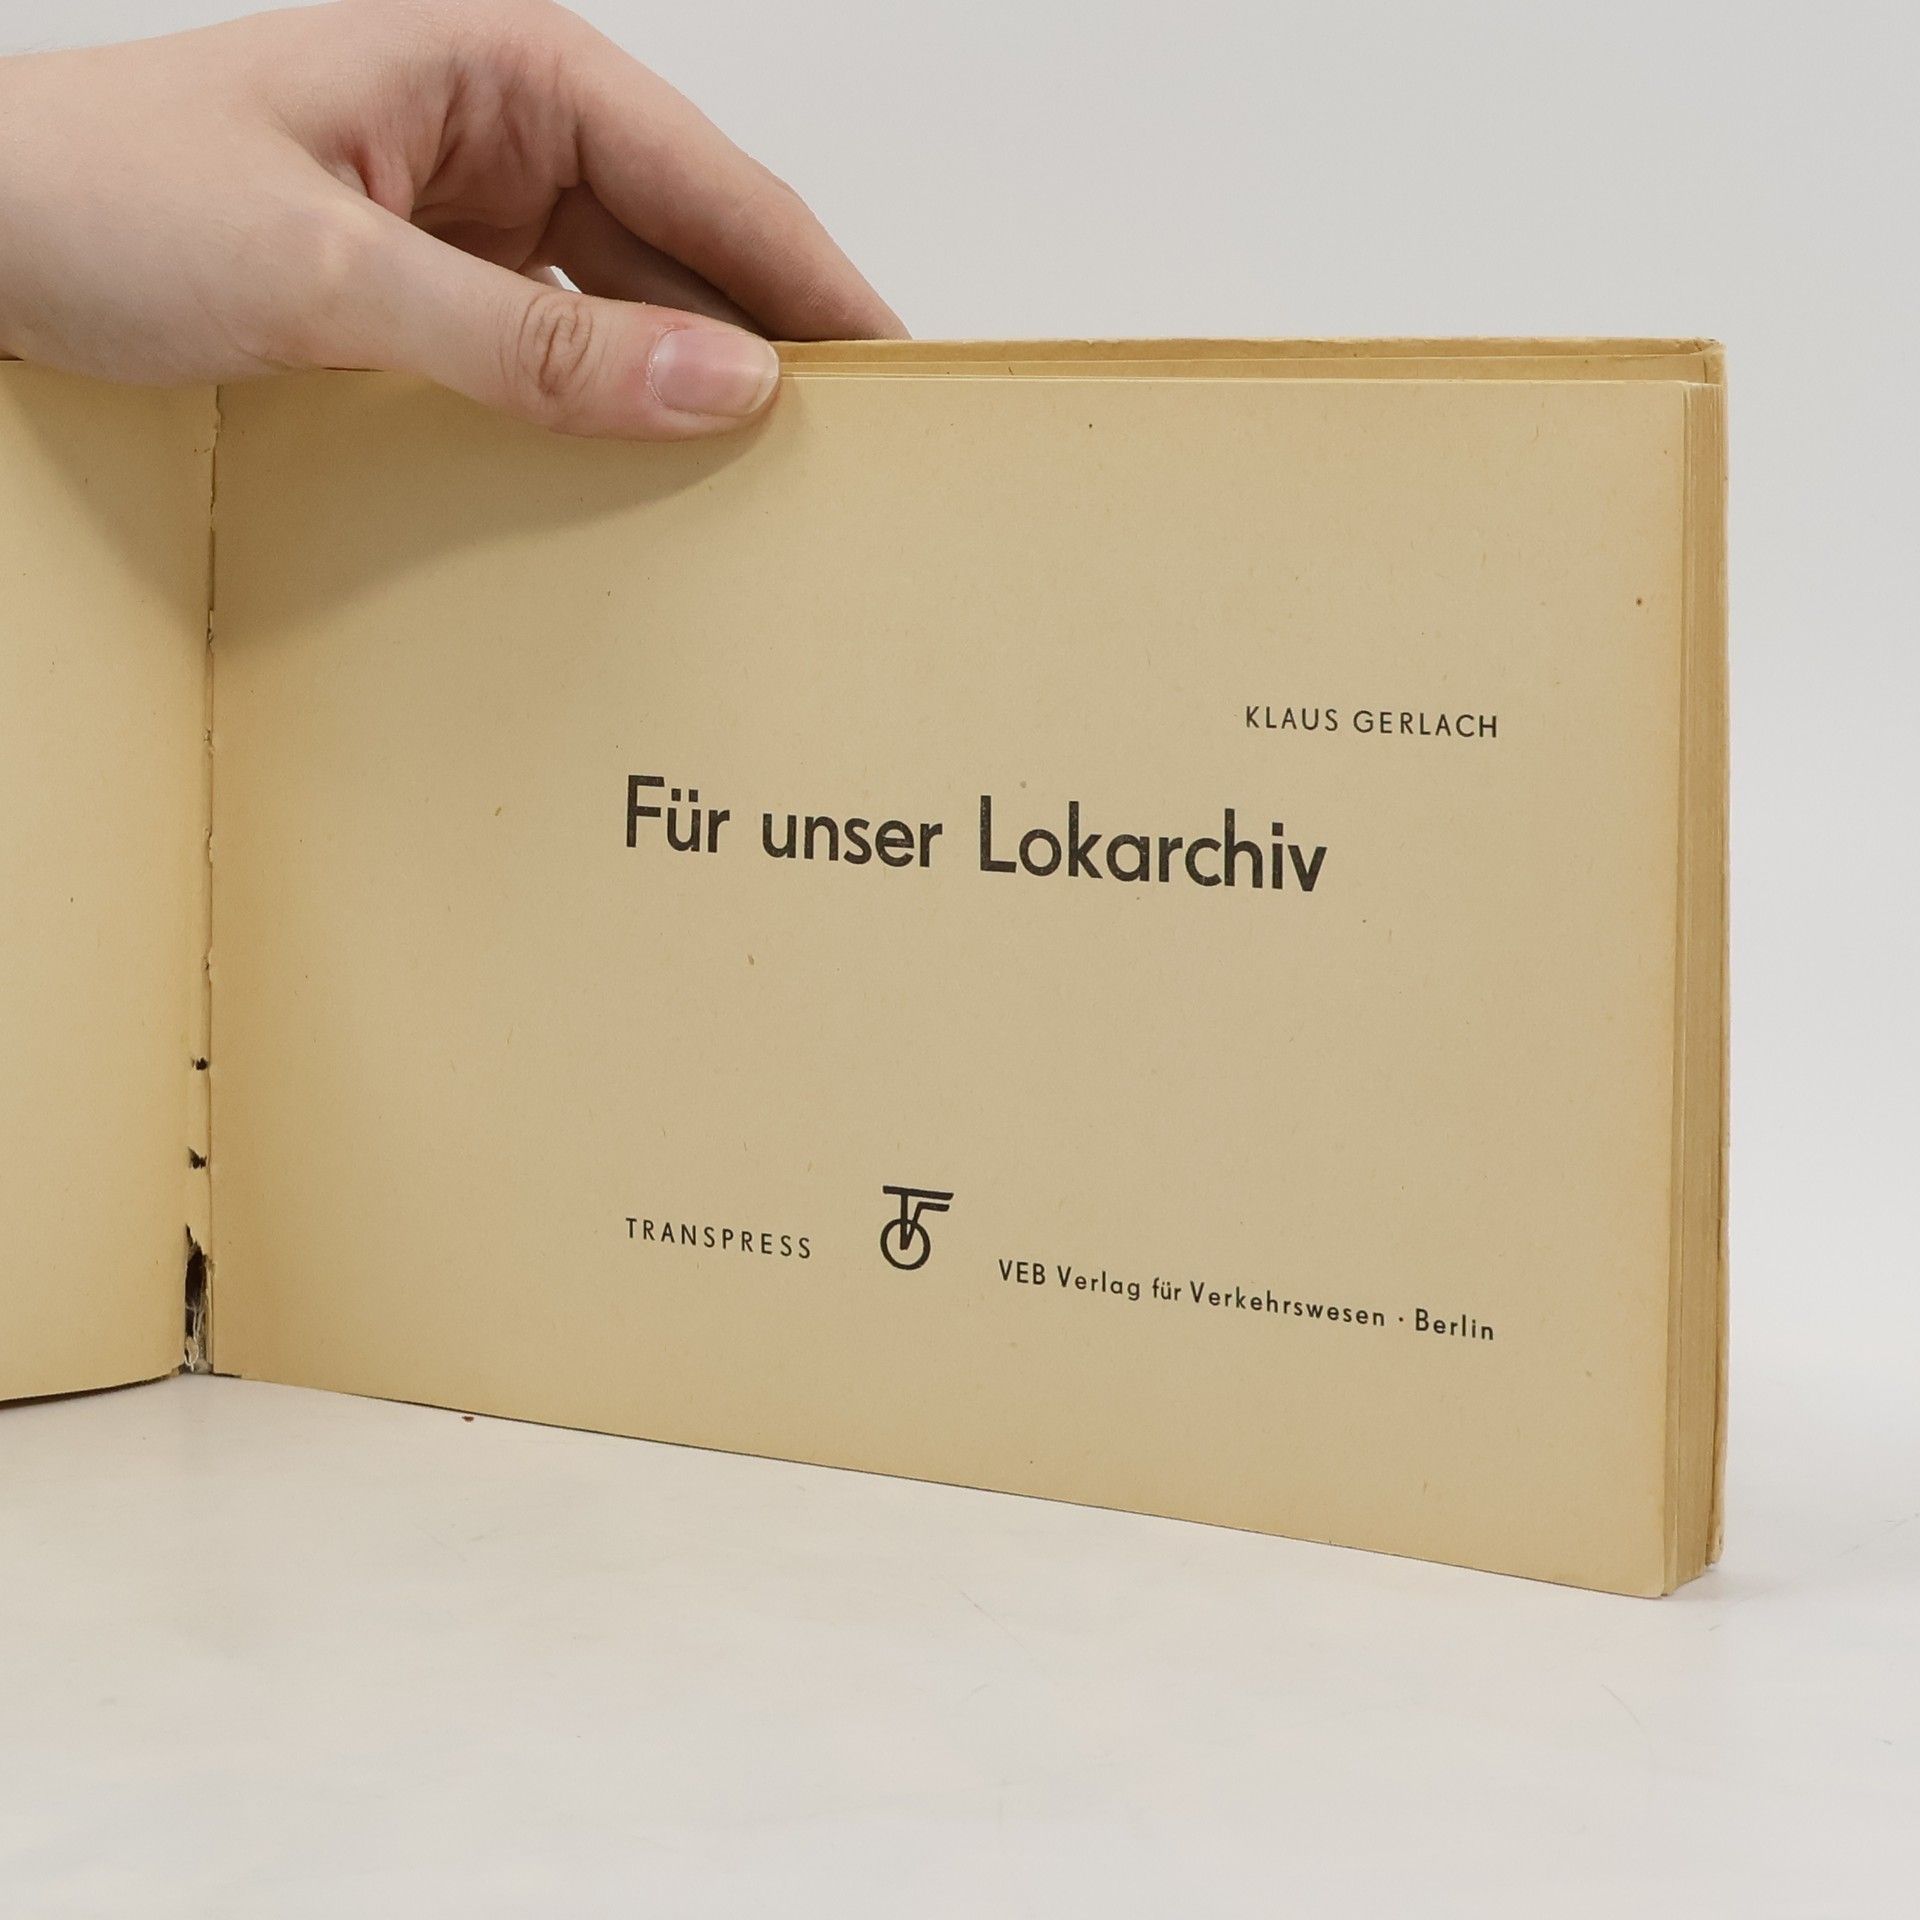 KLAUS GERLACH
Für unser Lokarchiv
TRANSPRESS
VEB Verlag für Verkehrswesen · Berlin